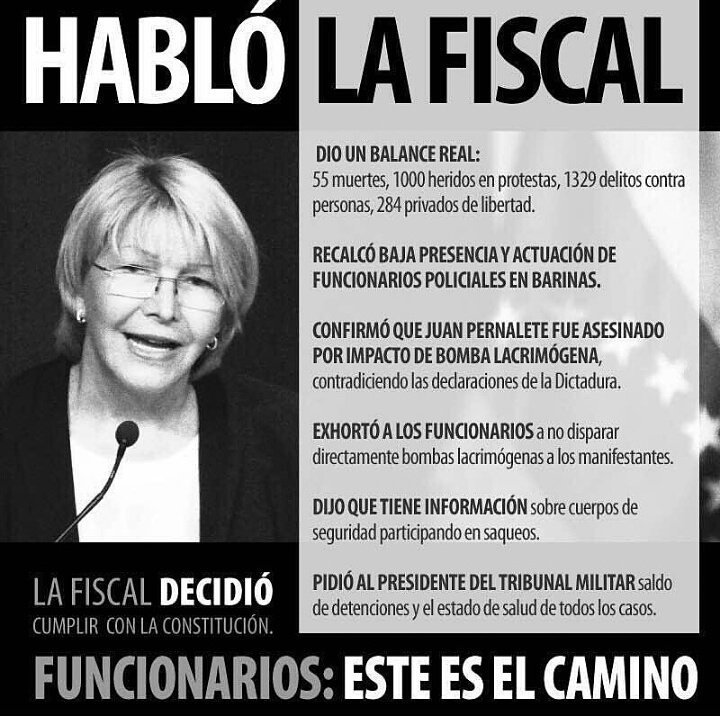 HABLÓ LA FISCAL
DIO UN BALANCE REAL:
55 muertes, 1000 heridos en protestas, 1329 delitos contra
personas, 284 privados de libertad.
RECALCÓ BAJA PRESENCIA Y ACTUACIÓN DE
FUNCIONARIOS POLICIALES EN BARINAS.
CONFIRMÓ QUE JUAN PERNALETE FUE ASESINADO
POR IMPACTO DE BOMBA LACRIMÓGENA,
contradiciendo las declaraciones de la Dictadura.
EXHORTÓ A LOS FUNCIONARIOS a no disparar
directamente bombas lacrimógenas a los manifestantes.
DIJO QUE TIENE INFORMACIÓN sobre cuerpos de
seguridad participando en saqueos.
PIDIÓ AL PRESIDENTE DEL TRIBUNAL MILITAR saldo
de detenciones y el estado de salud de todos los casos.
LA FISCAL DECIDIÓ
CUMPLIR CON LA CONSTITUCIÓN.
FUNCIONARIOS: ESTE ES EL CAMINO